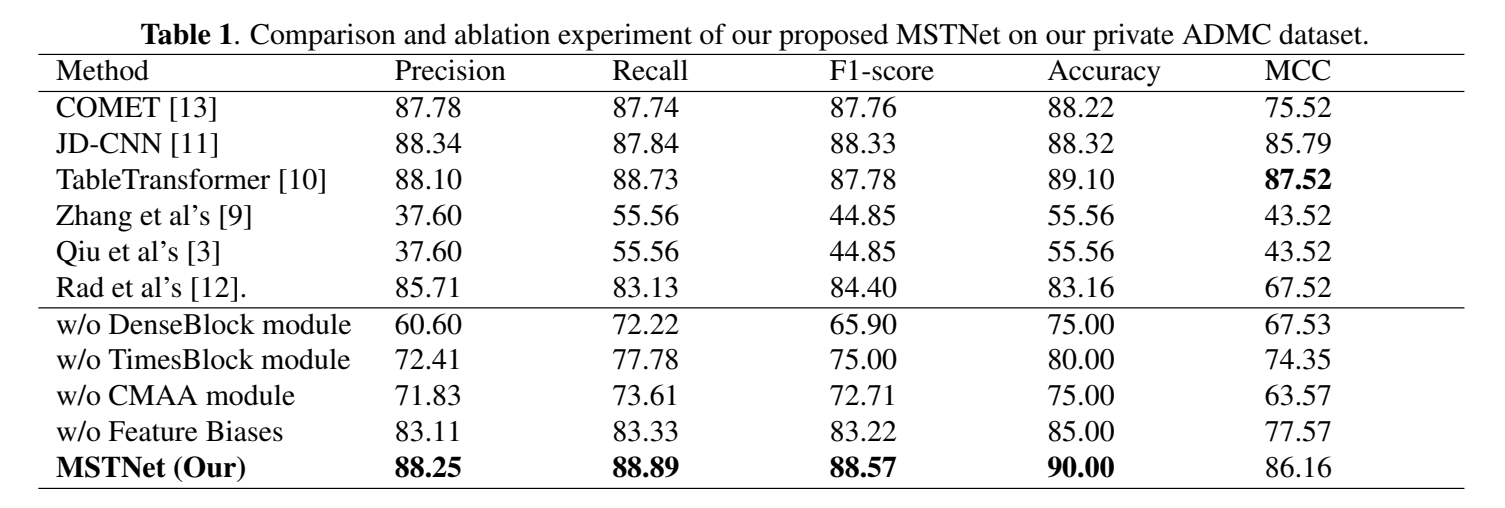 Table 1. Comparison and ablation experiment of our proposed MSTNet on our private ADMC dataset.
Method Precision Recall F1-score Accuracy MCC
COMET [13] 87.78 87.74 87.76 88.22 75.52
JD-CNN [11] 88.34 87.84 88.33 88.32 85.79
TableTransformer [10] 88.10 88.73 87.78 89.10 87.52
Zhang et al’s [9] 37.60 55.56 44.85 55.56 43.52
Qiu et al’s [3] 37.60 55.56 44.85 55.56 43.52
Rad et al’s [12]. 85.71 83.13 84.40 83.16 67.52
w/o DenseBlock module 60.60 72.22 65.90 75.00 67.53
w/o TimesBlock module 72.41 77.78 75.00 80.00 74.35
w/o CMAA module 71.83 73.61 72.71 75.00 63.57
w/o Feature Biases 83.11 83.33 83.22 85.00 77.57
MSTNet (Our) 88.25 88.89 88.57 90.00 86.16